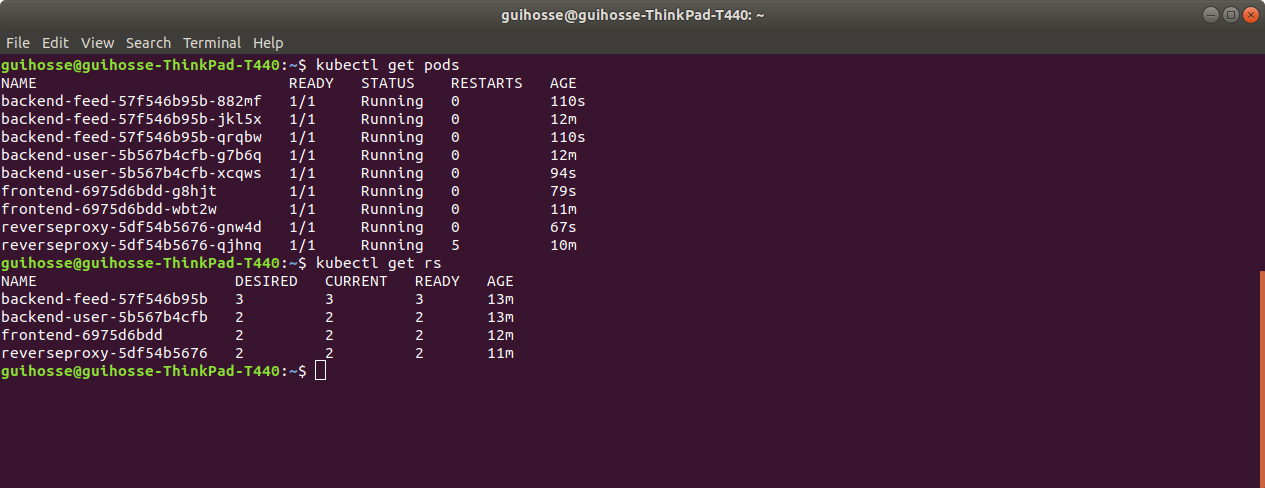 guihosse@guihosse-ThinkPad-T440: ~
File Edit View Search Terminal Help
guihosse@guihosse-ThinkPad-T440:~$ kubectl get pods
NAME READY STATUS RESTARTS AGE
backend-feed-57f546b95b-882mf 1/1 Running 0 110s
backend-feed-57f546b95b-jkl5x 1/1 Running 0 12m
backend-feed-57f546b95b-qrqbw 1/1 Running 0 110s
backend-user-5b567b4cfb-g7b6q 1/1 Running 0 12m
backend-user-5b567b4cfb-xcqws 1/1 Running 0 94s
frontend-6975d6bdd-g8hjt 1/1 Running 0 79s
frontend-6975d6bdd-wbt2w 1/1 Running 0 11m
reverseproxy-5df54b5676-gnw4d 1/1 Running 0 67s
reverseproxy-5df54b5676-qjhnq 1/1 Running 5 10m
guihosse@guihosse-ThinkPad-T440:~$ kubectl get rs
NAME DESIRED CURRENT READY AGE
backend-feed-57f546b95b 3 3 3 13m
backend-user-5b567b4cfb 2 2 2 13m
frontend-6975d6bdd 2 2 2 12m
reverseproxy-5df54b5676 2 2 2 11m
guihosse@guihosse-ThinkPad-T440:~$